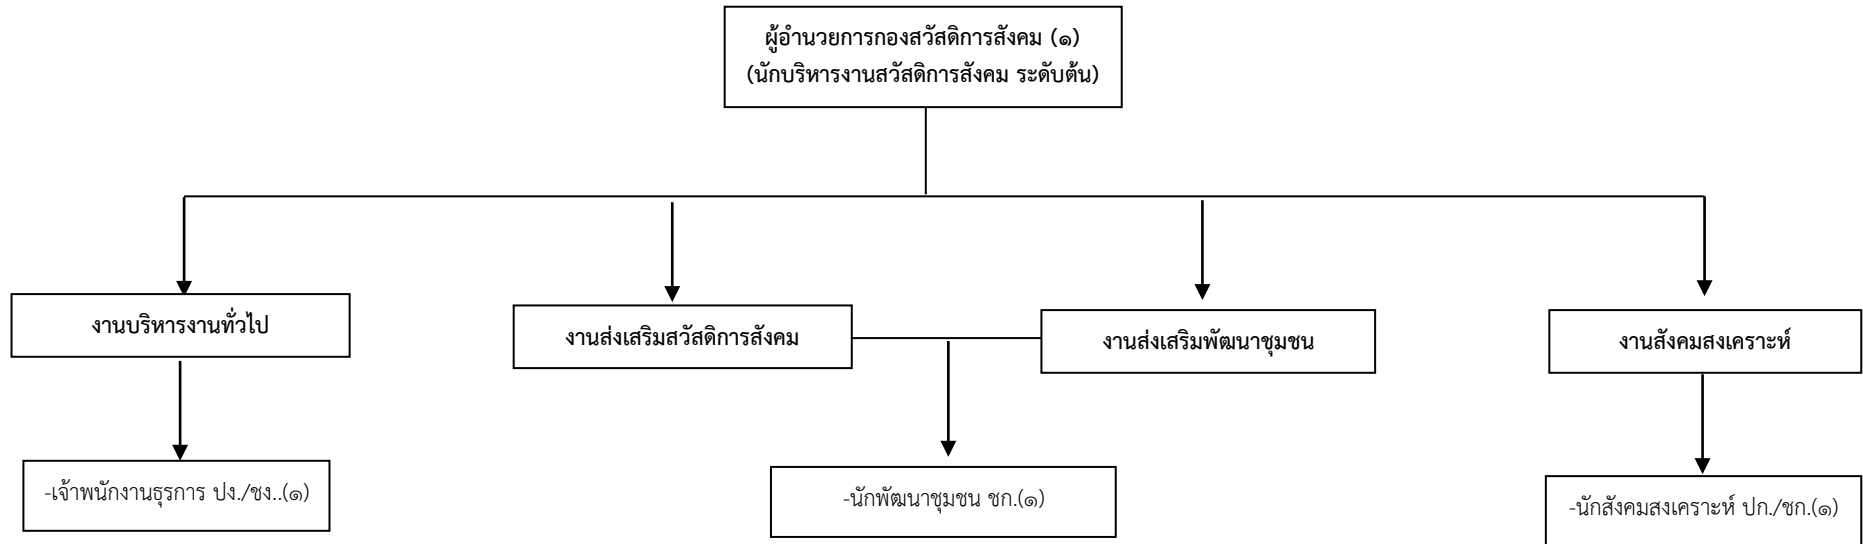 ผู้อำนวยการกองสวัสดิการสังคม (๑)
(นักบริหารงานสวัสดิการสังคม ระดับต้น)
งานบริหารงานทั่วไป
งานส่งเสริมสวัสดิการสังคม
งานส่งเสริมพัฒนาชุมชน
งานสังคมสงเคราะห์
-เจ้าพนักงานธุรการ ปง./ชง..(๑)
-นักพัฒนาชุมชน ชก.(๑)
-นักสังคมสงเคราะห์ ปก./ชก.(๑)